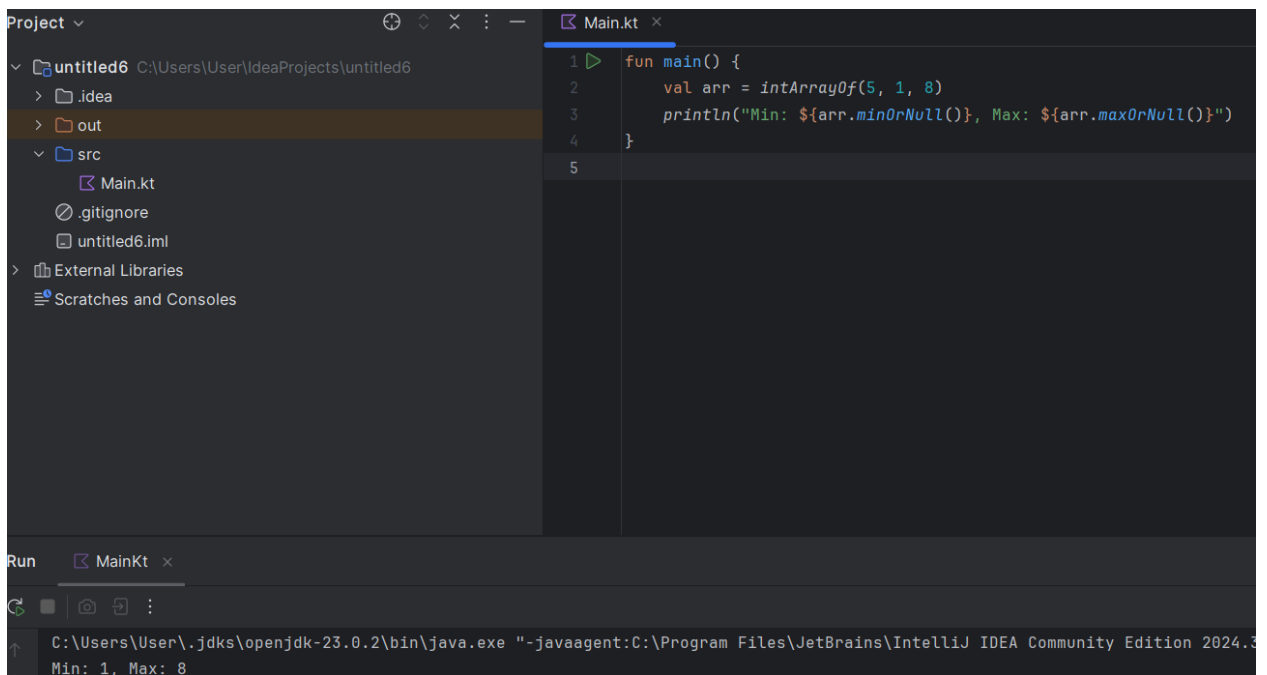 Project
untitled6 C:\Users\User\IdeaProjects\untitled6
.idea
out
src
Main.kt
.gitignore
untitled6.iml
External Libraries
Scratches and Consoles
Main.kt
1 fun main() {
2 val arr = intArrayOf(5, 1, 8)
3 println("Min: ${arr.minOrNull()}, Max: ${arr.maxOrNull()}")
4 }
5
Run MainKt
C:\Users\User\.jdks\openjdk-23.0.2\bin\java.exe "-javaagent:C:\Program Files\JetBrains\IntelliJ IDEA Community Edition 2024.3
Min: 1, Max: 8